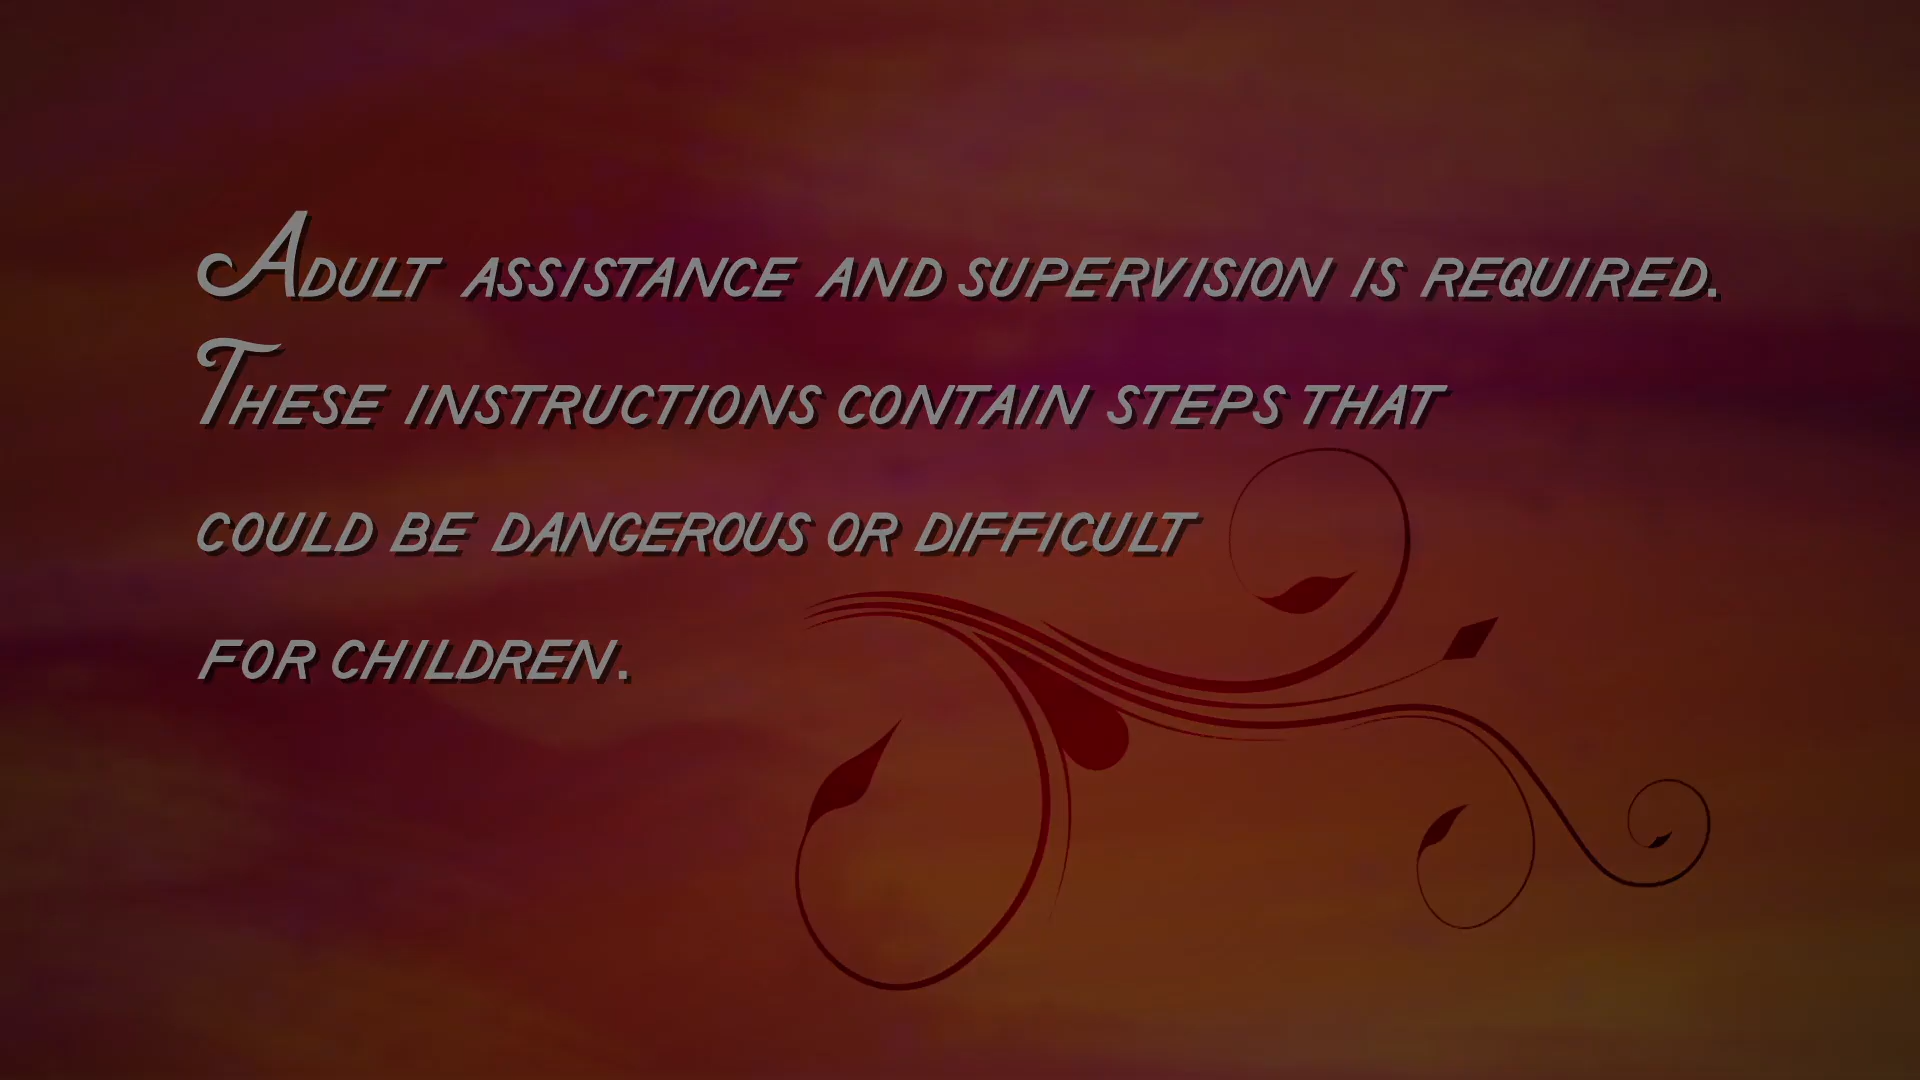 Adult assistance and supervision is required.
These instructions contain steps that
could be dangerous or difficult
for children.